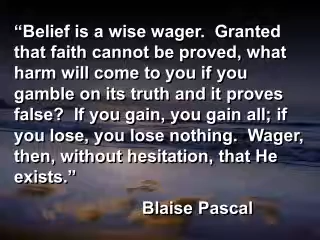 “Belief is a wise wager.  Granted
that faith cannot be proved, what
harm will come to you if you
gamble on its truth and it proves
false?  If you gain, you gain all; if
you lose, you lose nothing.  Wager,
then, without hesitation, that He
exists.”
Blaise Pascal